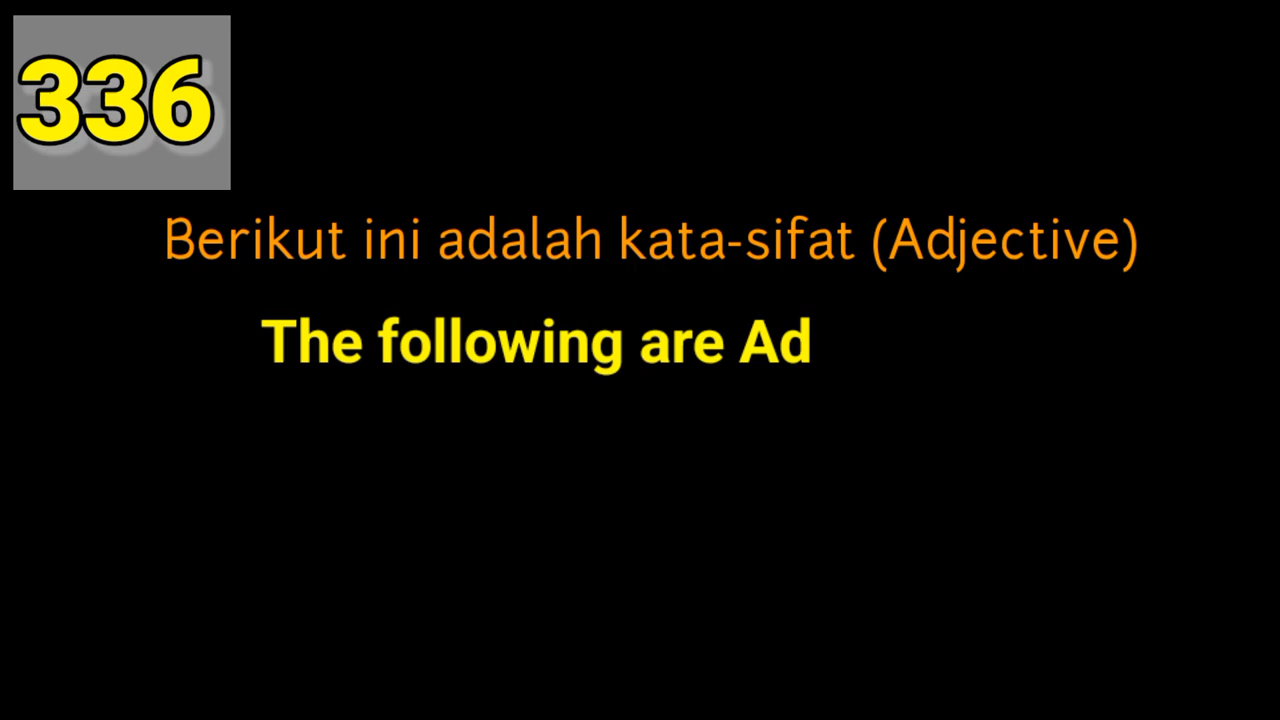 336
Berikut ini adalah kata-sifat (Adjective)
The following are Ad